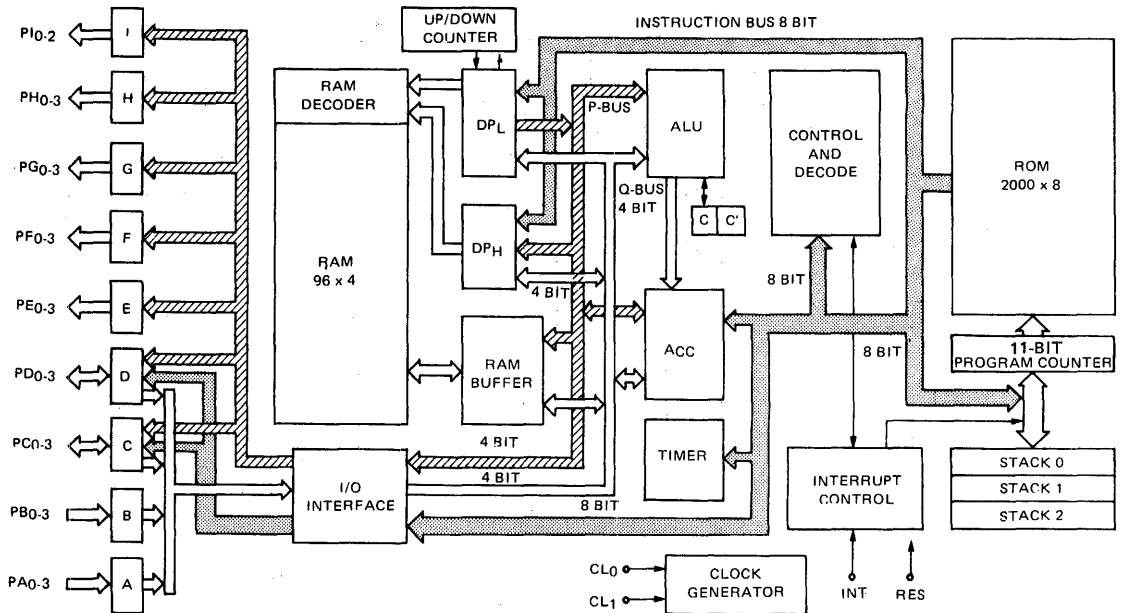 PI0-2
I
PH0-3
H
PG0-3
G
PF0-3
F
PE0-3
E
PD0-3
D
PC0-3
C
PB0-3
B
PA0-3
A
RAM
DECODER
RAM
96 x 4
UP/DOWN
COUNTER
DPL
DPH
4 BIT
RAM
BUFFER
4 BIT
4 BIT
8 BIT
I/O
INTERFACE
P-BUS
Q-BUS
4 BIT
ALU
C C'
ACC
TIMER
INSTRUCTION BUS 8 BIT
CONTROL
AND
DECODE
8 BIT
8 BIT
INTERRUPT
CONTROL
INT
RES
ROM
2000 x 8
11-BIT
PROGRAM COUNTER
STACK 0
STACK 1
STACK 2
CL0
CL1
CLOCK
GENERATOR